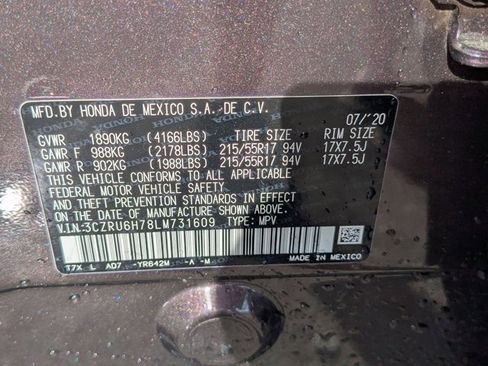 MFD.BY HONDA DE MEXICO S.A. DE C.V. 07/'20
GVWR 1890KG (4166LBS) TIRE SIZE RIM SIZE
GAWR F 988KG (2178LBS) 215/55R17 94V 17X7.5J
GAWR R 902KG (1988LBS) 215/55R17 94V 17X7.5J
THIS VEHICLE CONFORMS TO ALL APPLICABLE
FEDERAL MOTOR VEHICLE SAFETY
AND THEFT PREVENTION STANDARDS IN EFFECT
ON THE DATE OF MANUFACTURE SHOWN ABOVE.
V.I.N.:3CZRU6H78LM731609 TYPE: MPV
T7X L AD7 -YR642M -A -M MADE IN MEXICO